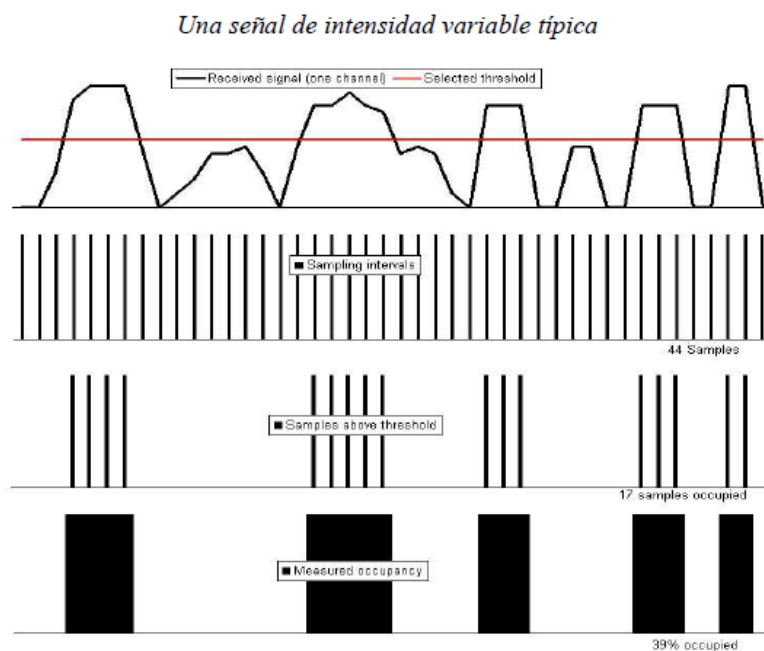 Una señal de intensidad variable típica
Received signal (one channel) Selected threshold
Sampling intervals
44 Samples
Samples above threshold
17 samples occupied
Measured occupancy
39% occupied